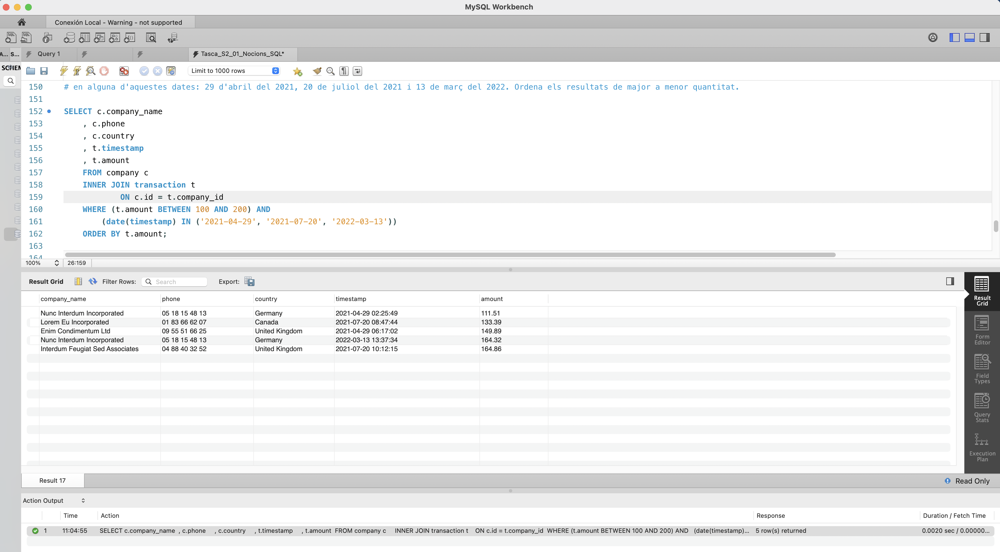 MySQL Workbench
Conexión Local - Warning - not supported
A... S... Query 1 Tasca_S2_01_Nocions_SQL*
SCHEM
Limit to 1000 rows
150 # en alguna d'aquestes dates: 29 d'abril del 2021, 20 de juliol del 2021 i 13 de març del 2022. Ordena els resultats de major a menor quantitat.
151
152 SELECT c.company_name
153 , c.phone
154 , c.country
155 , t.timestamp
156 , t.amount
157 FROM company c
158 INNER JOIN transaction t
159 ON c.id = t.company_id
160 WHERE (t.amount BETWEEN 100 AND 200) AND
161 (date(timestamp) IN ('2021-04-29', '2021-07-20', '2022-03-13'))
162 ORDER BY t.amount;
163
164
100% 26:159
Result Grid Filter Rows: Search Export:
company_name phone country timestamp amount
Nunc Interdum Incorporated 05 18 15 48 13 Germany 2021-04-29 02:25:49 111.51
Lorem Eu Incorporated 01 83 66 62 07 Canada 2021-07-20 08:47:44 133.39
Enim Condimentum Ltd 09 55 51 66 25 United Kingdom 2021-04-29 06:17:02 149.89
Nunc Interdum Incorporated 05 18 15 48 13 Germany 2022-03-13 13:37:34 164.32
Interdum Feugiat Sed Associates 04 88 40 32 52 United Kingdom 2021-07-20 10:12:15 164.86
Result
Grid
Form
Editor
Field
Types
Query
Stats
Execution
Plan
Result 17 Read Only
Action Output
Time Action Response Duration / Fetch Time
1 11:04:55 SELECT c.company_name , c.phone , c.country , t.timestamp , t.amount FROM company c INNER JOIN transaction t ON c.id = t.company_id WHERE (t.amount BETWEEN 100 AND 200) AND (date(timestamp)... 5 row(s) returned 0.0020 sec / 0.00000...